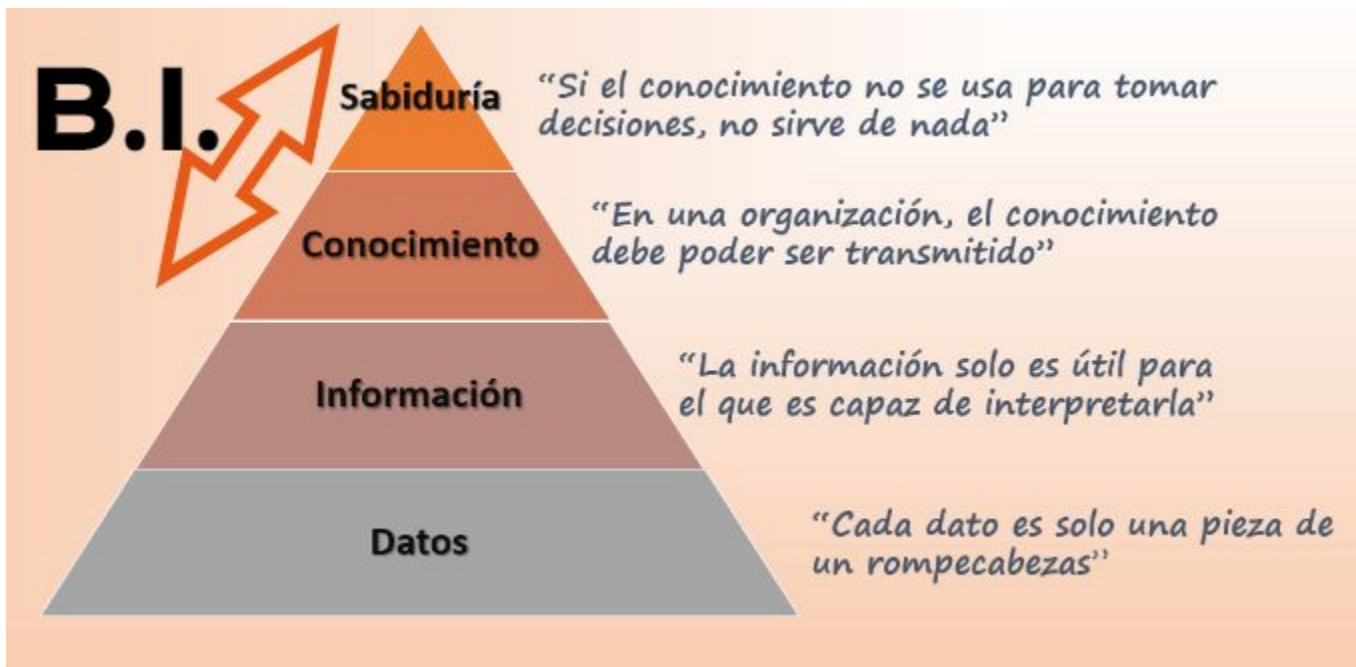 B.I.
Sabiduría
“Si el conocimiento no se usa para tomar
decisiones, no sirve de nada”
Conocimiento
“En una organización, el conocimiento
debe poder ser transmitido”
Información
“La información solo es útil para
el que es capaz de interpretarla”
Datos
“Cada dato es solo una pieza de
un rompecabezas”